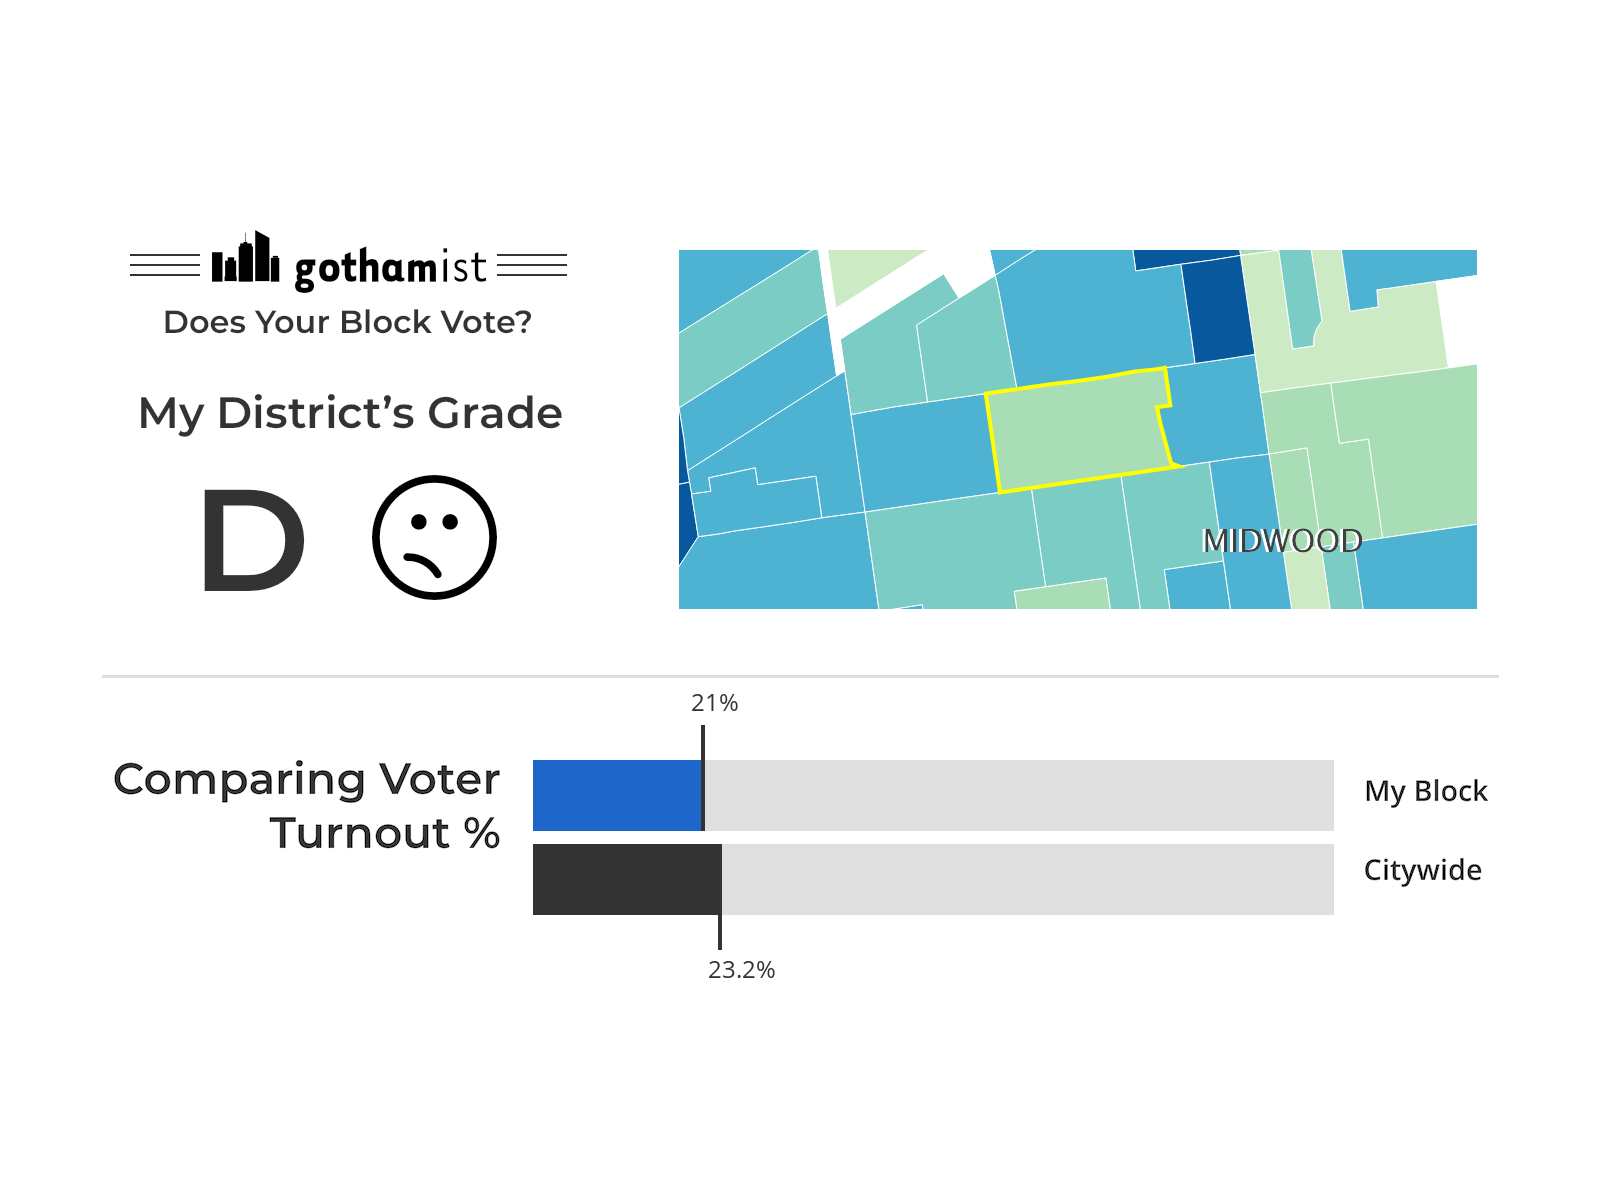 gothamist
Does Your Block Vote?
My District’s Grade
D
MIDWOOD
21%
Comparing Voter
Turnout %
My Block
Citywide
23.2%